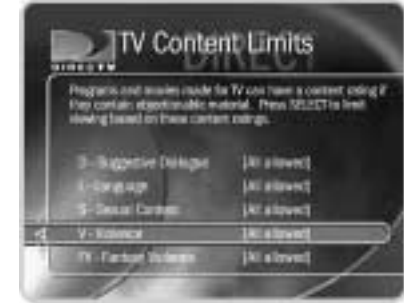 TV Content Limits
DIRECTV
Programs and movies made for TV can have a content rating if
they contain objectionable material. Press SELECT to limit
viewing based on these content ratings.
D - Suggestive Dialogue [All allowed]
L - Language [All allowed]
S - Sexual Content [All allowed]
V - Violence [All allowed]
FV - Fantasy Violence [All allowed]